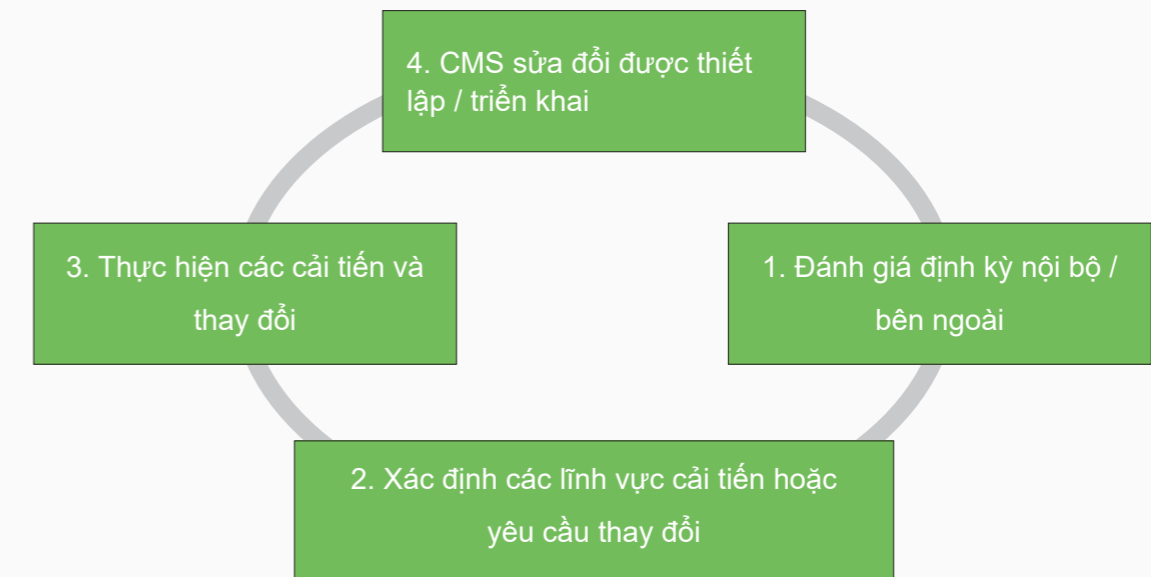 4. CMS sửa đổi được thiết
lập / triển khai
3. Thực hiện các cải tiến và
thay đổi
1. Đánh giá định kỳ nội bộ /
bên ngoài
2. Xác định các lĩnh vực cải tiến hoặc
yêu cầu thay đổi